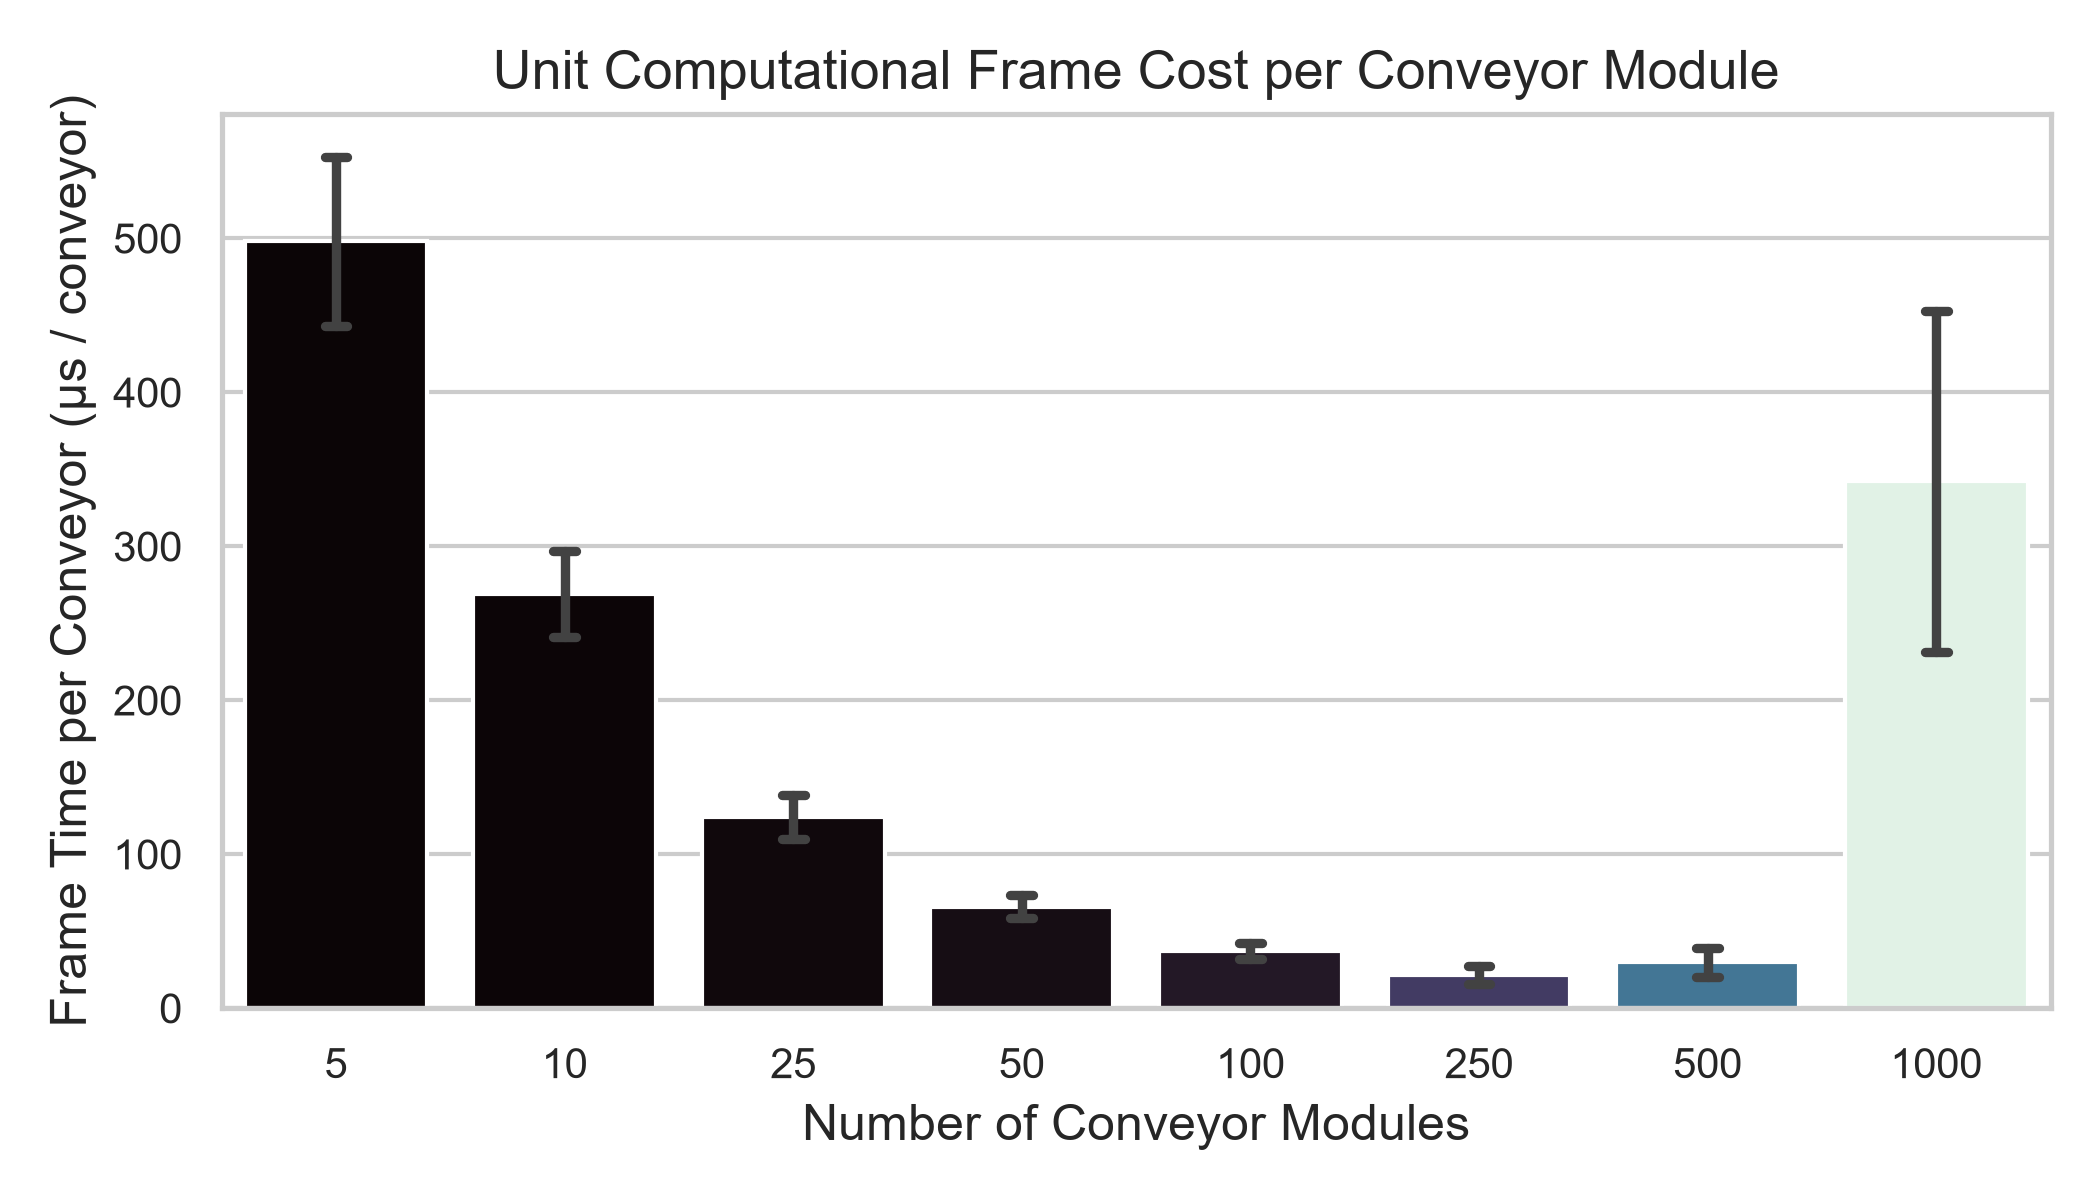 Unit Computational Frame Cost per Conveyor Module
Frame Time per Conveyor (µs / conveyor)
500
400
300
200
100
0
5 10 25 50 100 250 500 1000
Number of Conveyor Modules